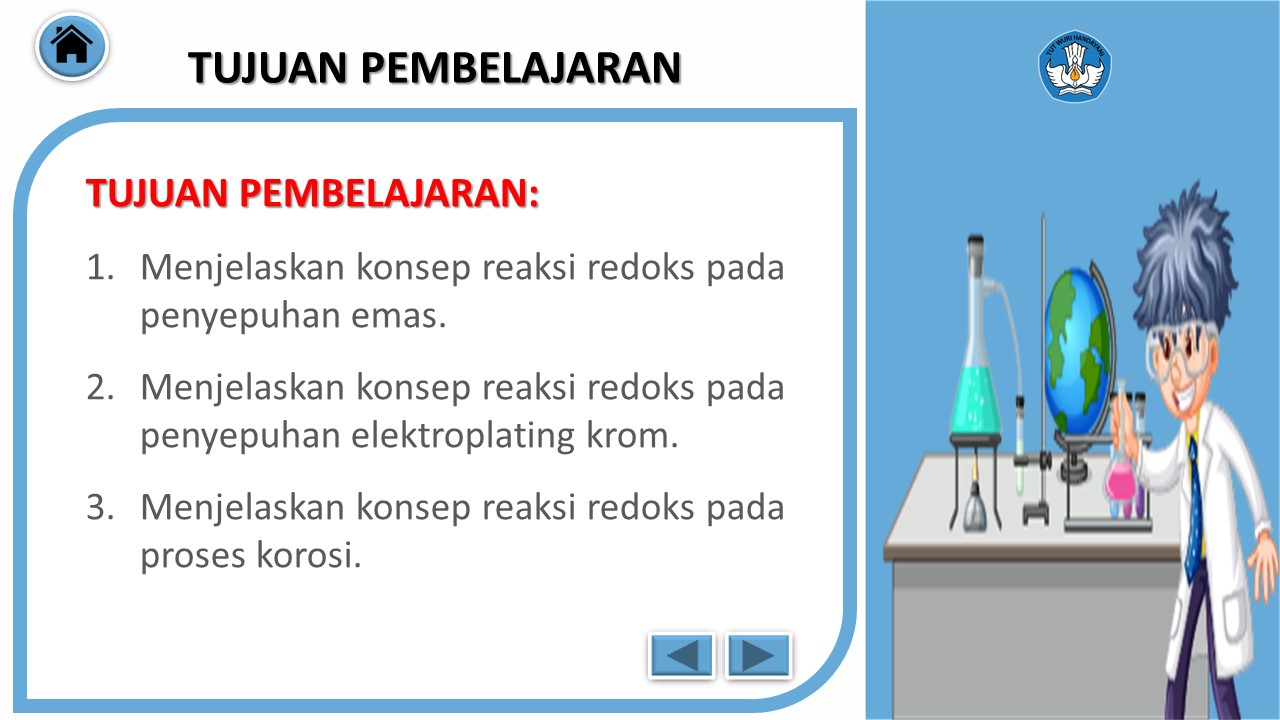 TUJUAN PEMBELAJARAN
TUT WURI HANDAYANI
TUJUAN PEMBELAJARAN:
1. Menjelaskan konsep reaksi redoks pada
penyepuhan emas.
2. Menjelaskan konsep reaksi redoks pada
penyepuhan elektroplating krom.
3. Menjelaskan konsep reaksi redoks pada
proses korosi.